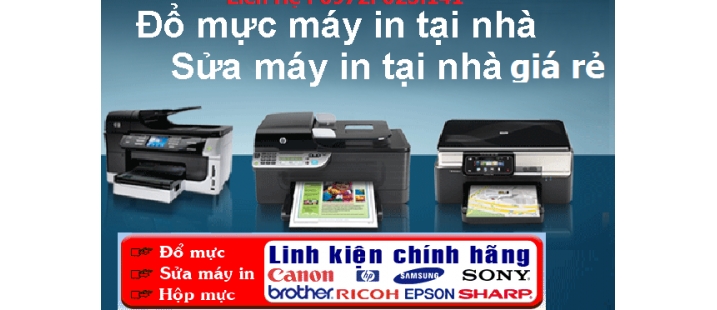 Đổ mực máy in tại nhà
Sửa máy in tại nhà giá rẻ
Đổ mực
Sửa máy in
Hộp mực
Linh kiện chính hãng
Canon hp SAMSUNG SONY
brother RICOH EPSON SHARP